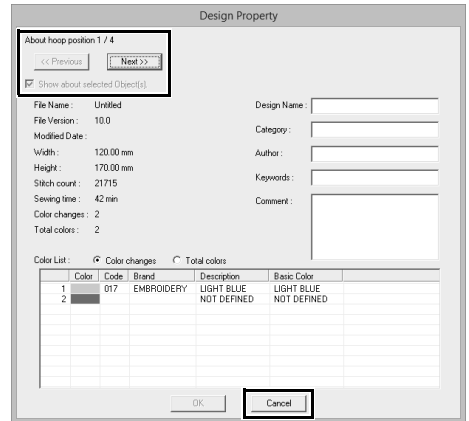 Design Property
About hoop position 1 / 4
<< Previous Next >>
Show about selected Object(s).
File Name : Untitled Design Name :
File Version : 10.0
Modified Date : Category :
Width : 120.00 mm Author :
Height : 170.00 mm
Stitch count : 21715 Keywords :
Sewing time : 42 min Comment :
Color changes : 2
Total colors : 2
Color List : Color changes Total colors
Color Code Brand Description Basic Color
1 017 EMBROIDERY LIGHT BLUE LIGHT BLUE
2 NOT DEFINED NOT DEFINED
OK Cancel